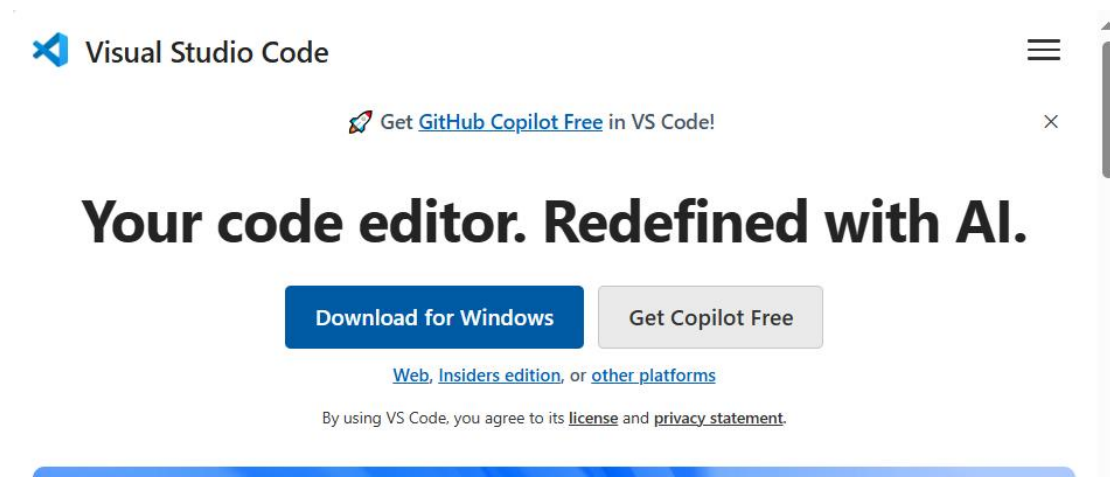 Visual Studio Code
🚀 Get GitHub Copilot Free in VS Code!
Your code editor. Redefined with AI.
Download for Windows
Get Copilot Free
Web, Insiders edition, or other platforms
By using VS Code, you agree to its license and privacy statement.